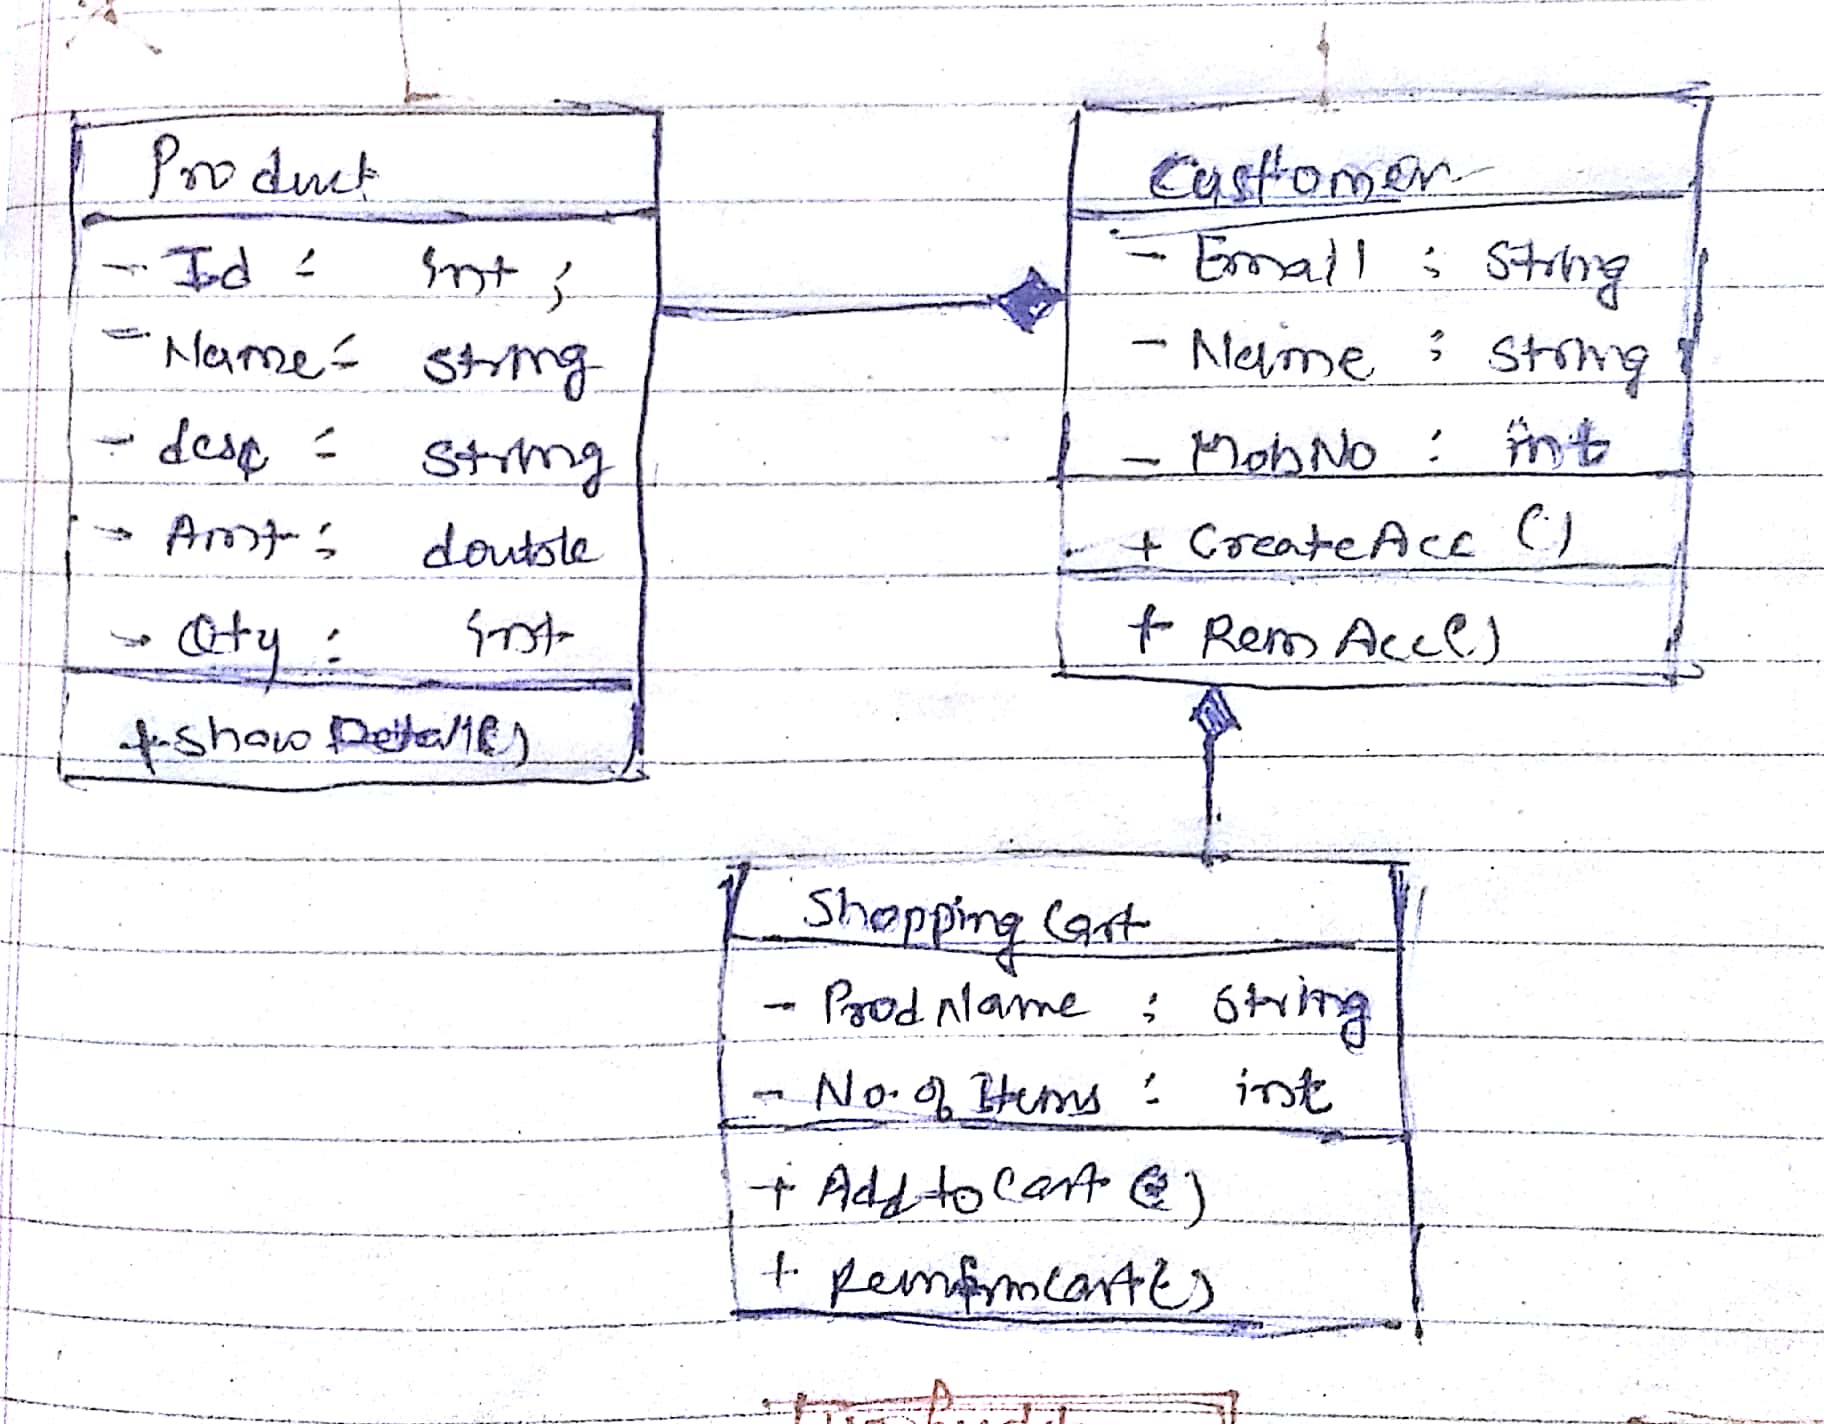 Product
- Id : int ;
- Name : string
- desc : string
- Amt : double
- Qty : int
+ show Detail()
Customer
- Email : string
- Name : string
- MobNo : int
+ CreateAcc ()
+ Rem Acc()
Shopping Cart
- Prod Name : string
- No. of Items : int
+ Add to Cart ()
+ RemfrmCart()